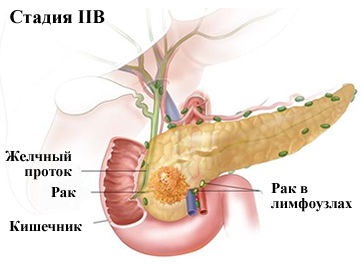 Стадия IIB
Желчный
проток
Рак
Кишечник
Рак в
лимфоузлах